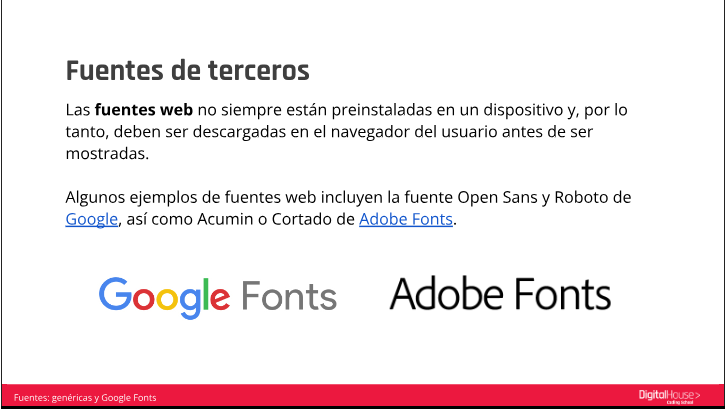 Fuentes de terceros
Las fuentes web no siempre están preinstaladas en un dispositivo y, por lo
tanto, deben ser descargadas en el navegador del usuario antes de ser
mostradas.
Algunos ejemplos de fuentes web incluyen la fuente Open Sans y Roboto de
Google, así como Acumin o Cortado de Adobe Fonts.
Google Fonts
Adobe Fonts
Fuentes: genéricas y Google Fonts
DigitalHouse>
Coding School